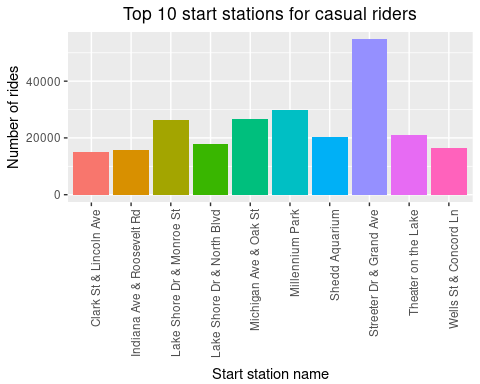 Top 10 start stations for casual riders
Number of rides
40000
20000
0
Clark St & Lincoln Ave
Indiana Ave & Roosevelt Rd
Lake Shore Dr & Monroe St
Lake Shore Dr & North Blvd
Michigan Ave & Oak St
Millennium Park
Shedd Aquarium
Streeter Dr & Grand Ave
Theater on the Lake
Wells St & Concord Ln
Start station name